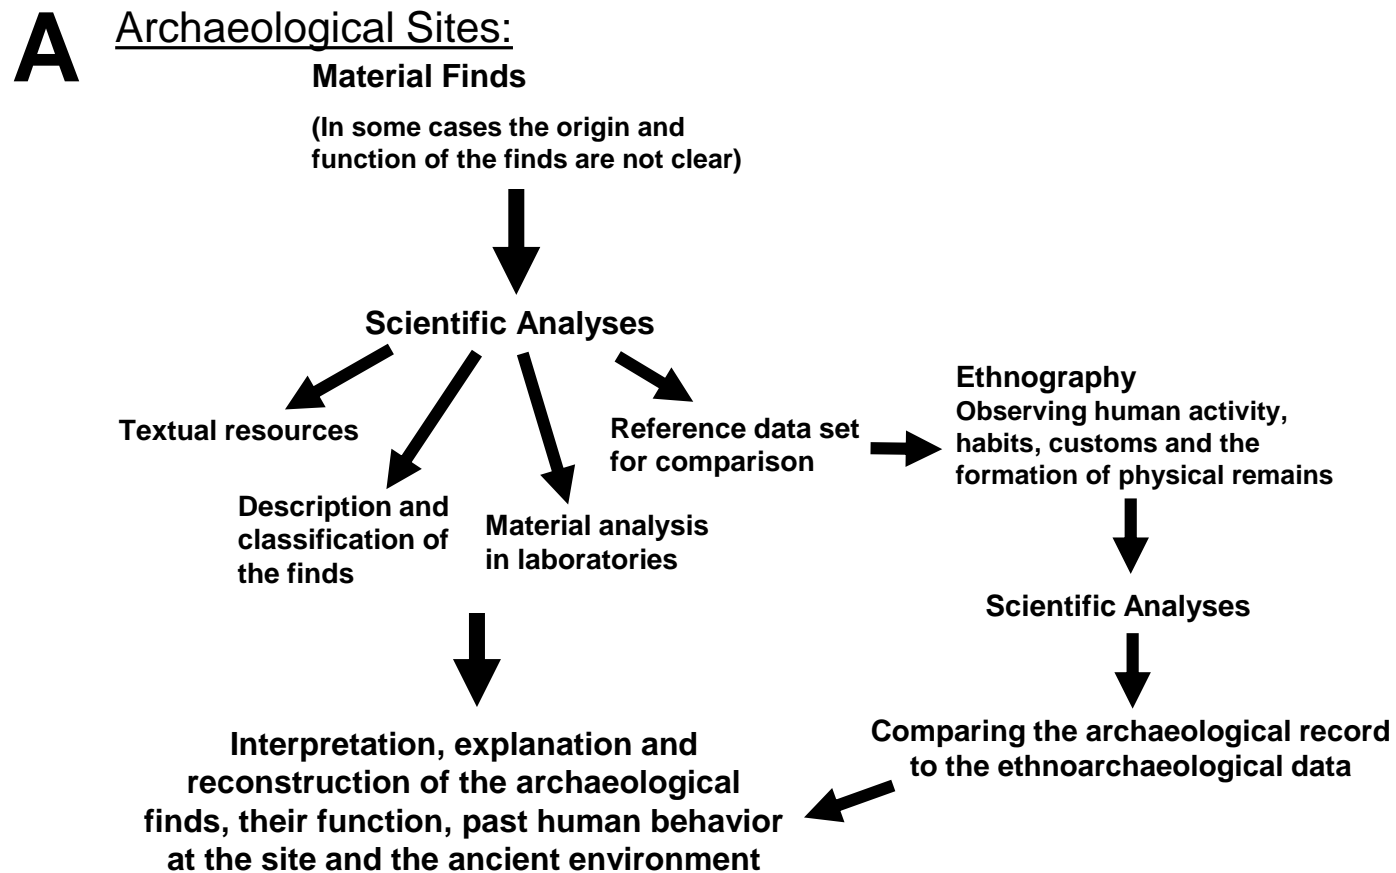 A
Archaeological Sites:
Material Finds
(In some cases the origin and
function of the finds are not clear)
Scientific Analyses
Textual resources
Description and
classification of
the finds
Material analysis
in laboratories
Reference data set
for comparison
Ethnography
Observing human activity,
habits, customs and the
formation of physical remains
Scientific Analyses
Comparing the archaeological record
to the ethnoarchaeological data
Interpretation, explanation and
reconstruction of the archaeological
finds, their function, past human behavior
at the site and the ancient environment